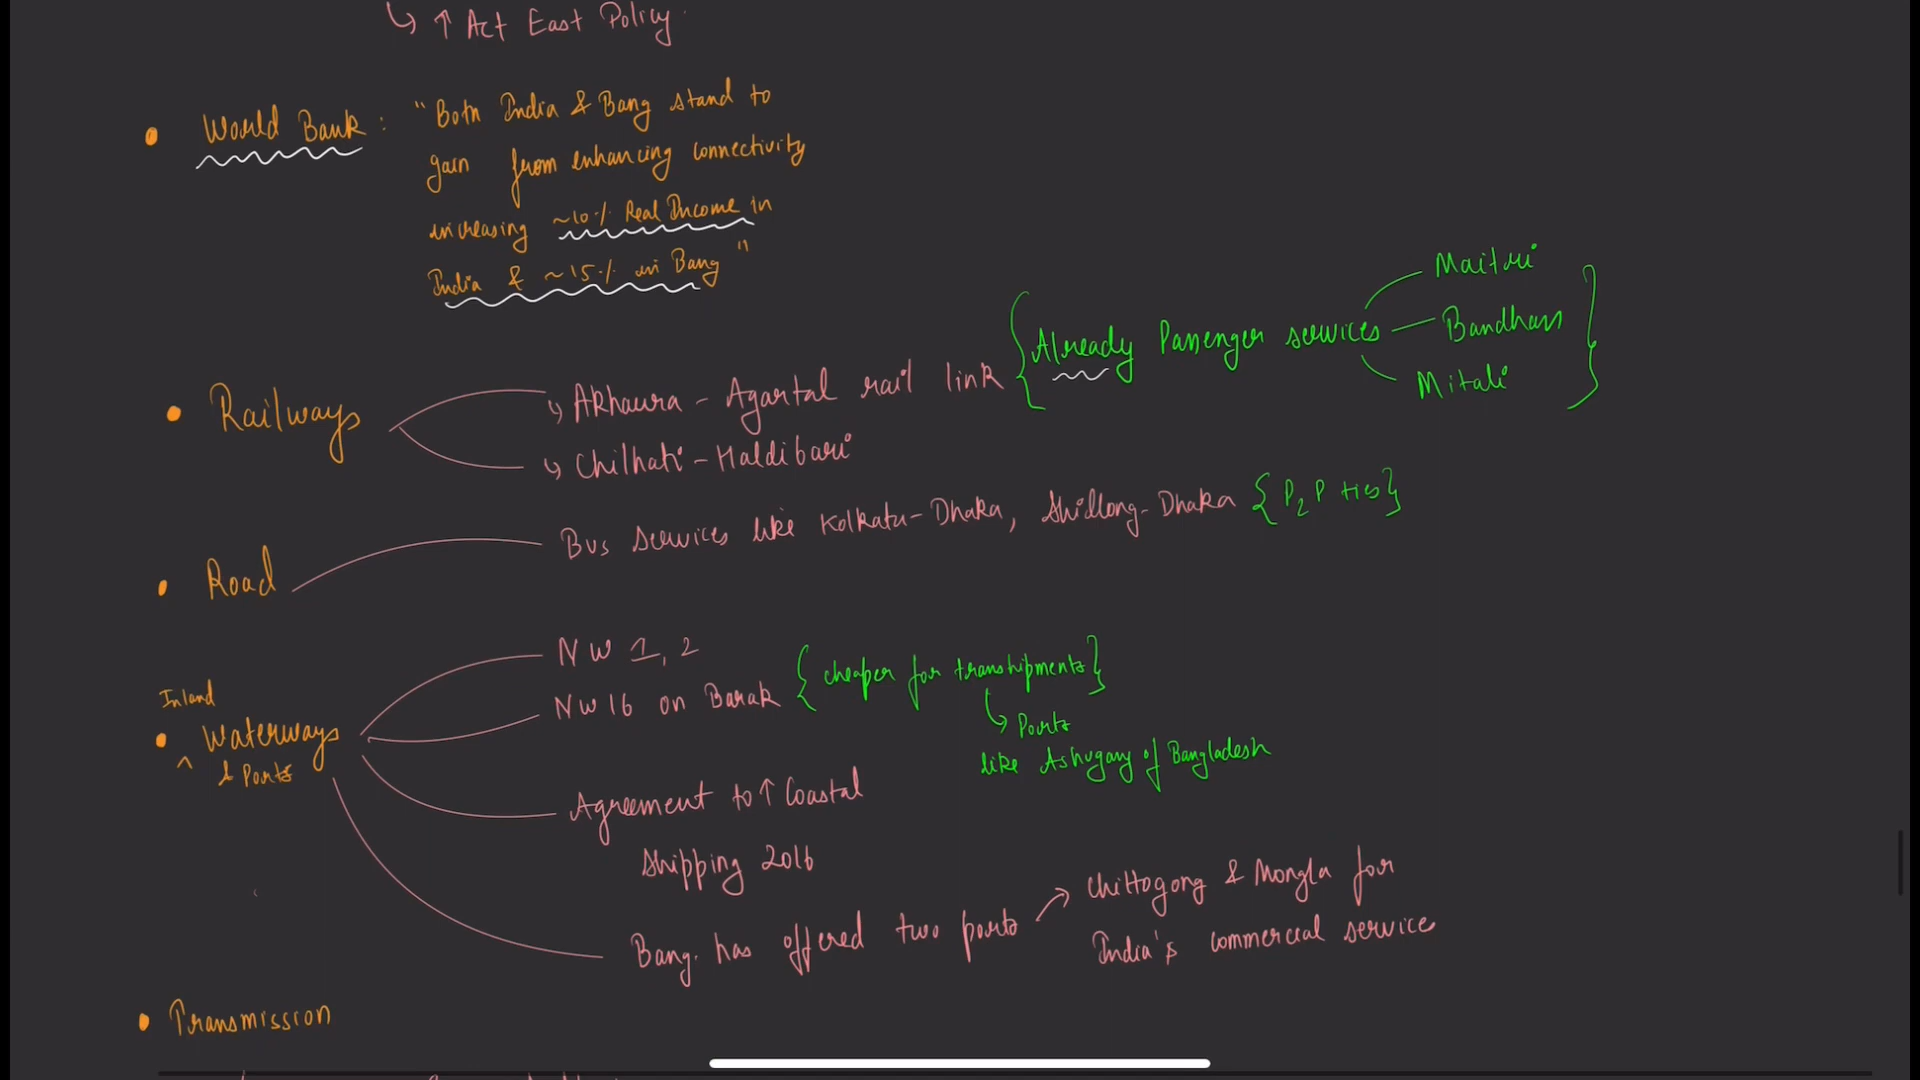 ↳ ↑ Act East Policy.
• World Bank : "Both India & Bang stand to
gain from enhancing connectivity
increasing ~10% Real Income in
India & ~15% in Bang"
• Railways
↳ Akhaura - Agartal rail link {Already Passenger services - Maitri
Bandhan
Mitali}
↳ Chilhati - Haldibari
• Road
Bus services like Kolkata-Dhaka, Shillong-Dhaka {P2P ties}
Inland
• Waterways
^ & Ports
NW 1, 2
NW16 on Barak {cheaper for transhipments}
↳ Ports
like Ashuganj of Bangladesh
Agreement to ↑ Coastal
Shipping 2016
Bang. has offered two ports → Chittogong & Mongla for
India's commercial service
• Transmission